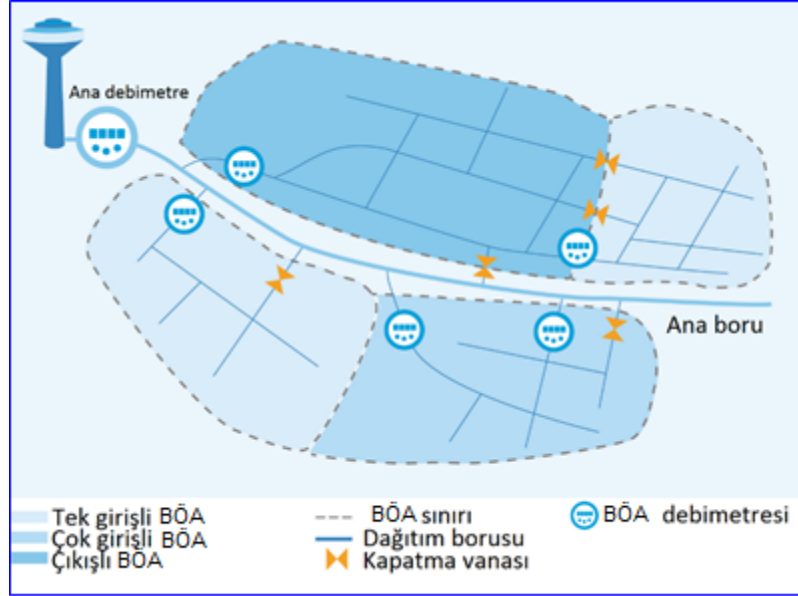 Ana debimetre
Ana boru
Tek girişli BÖA
Çok girişli BÖA
Çıkışlı BÖA
BÖA sınırı
Dağıtım borusu
Kapatma vanası
BÖA debimetresi